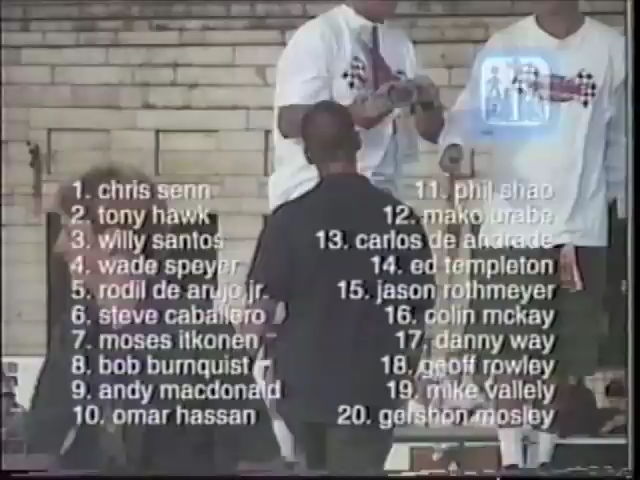 1. chris senn
2. tony hawk
3. willy santos
4. wade speyer
5. rodil de arujo jr.
6. steve caballero
7. moses itkonen
8. bob burnquist
9. andy macdonald
10. omar hassan
11. phil shao
12. mako urabe
13. carlos de andrade
14. ed templeton
15. jason rothmeyer
16. colin mckay
17. danny way
18. geoff rowley
19. mike vallely
20. gershon mosley